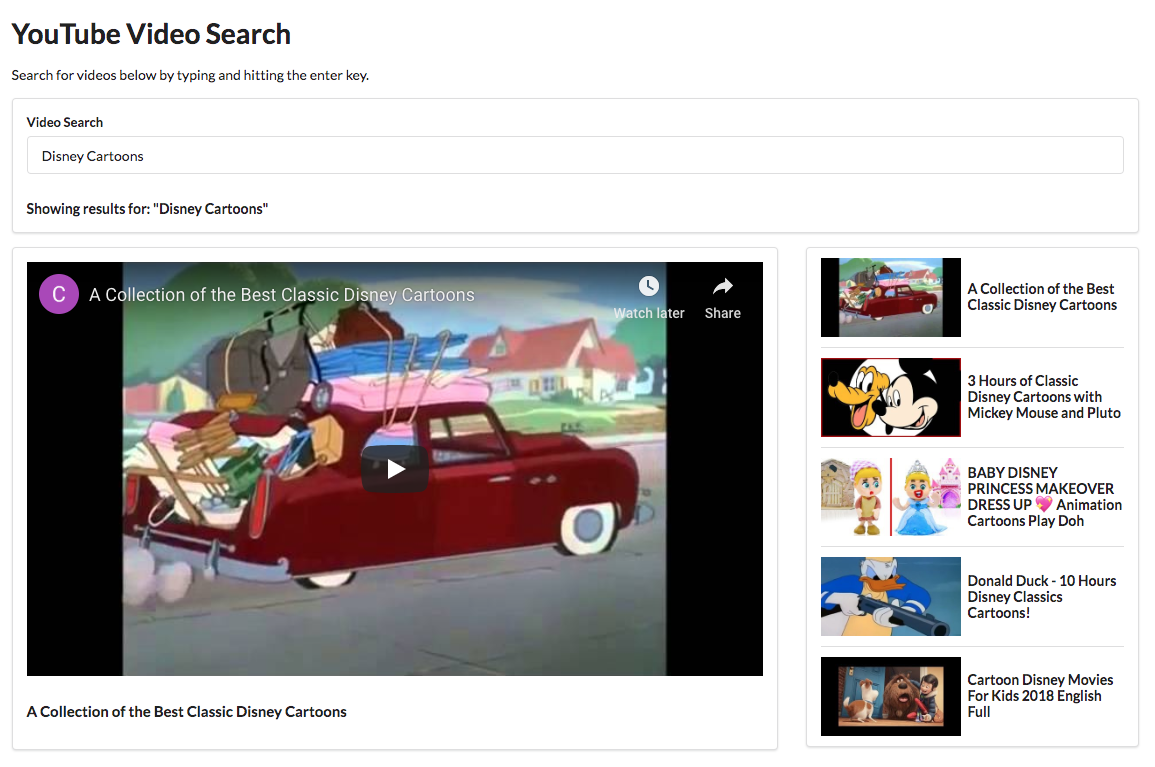 YouTube Video Search
Search for videos below by typing and hitting the enter key.
Video Search
Disney Cartoons
Showing results for: "Disney Cartoons"
C
A Collection of the Best Classic Disney Cartoons
Watch later
Share
A Collection of the Best Classic Disney Cartoons
A Collection of the Best
Classic Disney Cartoons
3 Hours of Classic
Disney Cartoons with
Mickey Mouse and Pluto
BABY DISNEY
PRINCESS MAKEOVER
DRESS UP 💖 Animation
Cartoons Play Doh
Donald Duck - 10 Hours
Disney Classics
Cartoons!
Cartoon Disney Movies
For Kids 2018 English
Full